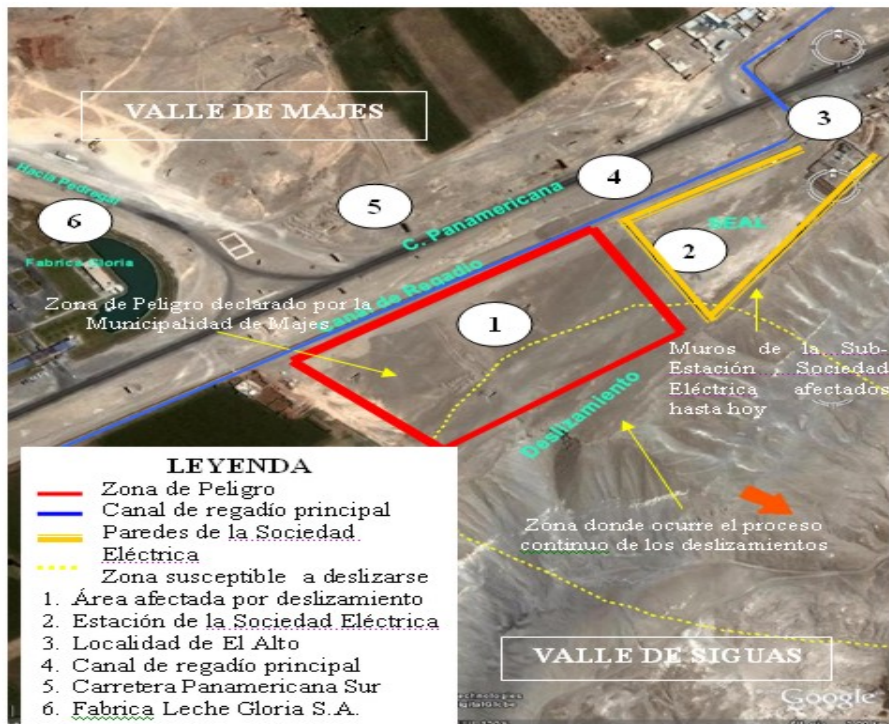 VALLE DE MAJES
3
4
Hacia Pedregal
5
6
C. Panamericana
SEAL
2
Fabrica Gloria
Canal de Regadío
Zona de Peligro declarado por la
Municipalidad de Majes
1
Muros de la Sub-
Estación , Sociedad
Eléctrica afectados
hasta hoy
Deslizamiento
LEYENDA
Zona de Peligro
Canal de regadío principal
Paredes de la Sociedad
Eléctrica
Zona susceptible a deslizarse
1. Área afectada por deslizamiento
2. Estación de la Sociedad Eléctrica
3. Localidad de El Alto
4. Canal de regadío principal
5. Carretera Panamericana Sur
6. Fabrica Leche Gloria S.A.
Zona donde ocurre el proceso
continuo de los deslizamientos
VALLE DE SIGUAS
Google